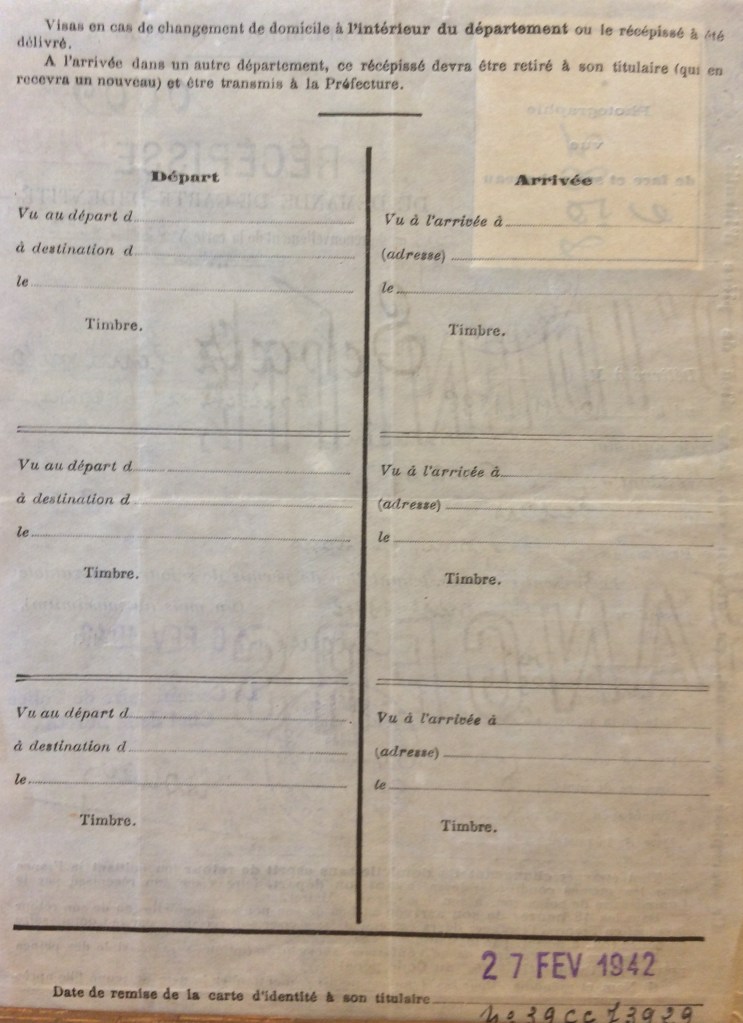 Visas en cas de changement de domicile à l'intérieur du département ou le récépissé à été
délivré.
A l'arrivée dans un autre département, ce récépissé devra être retiré à son titulaire (qui en
recevra un nouveau) et être transmis à la Préfecture.
Départ
Vu au départ d
à destination d
le
Timbre.
Vu au départ d
à destination d
le
Timbre.
Vu au départ d
à destination d
le
Timbre.
Arrivée
Vu à l'arrivée à
(adresse)
le
Timbre.
Vu à l'arrivée à
(adresse)
le
Timbre.
Vu à l'arrivée à
(adresse)
le
Timbre.
27 FEV 1942
Date de remise de la carte d'identité à son titulaire